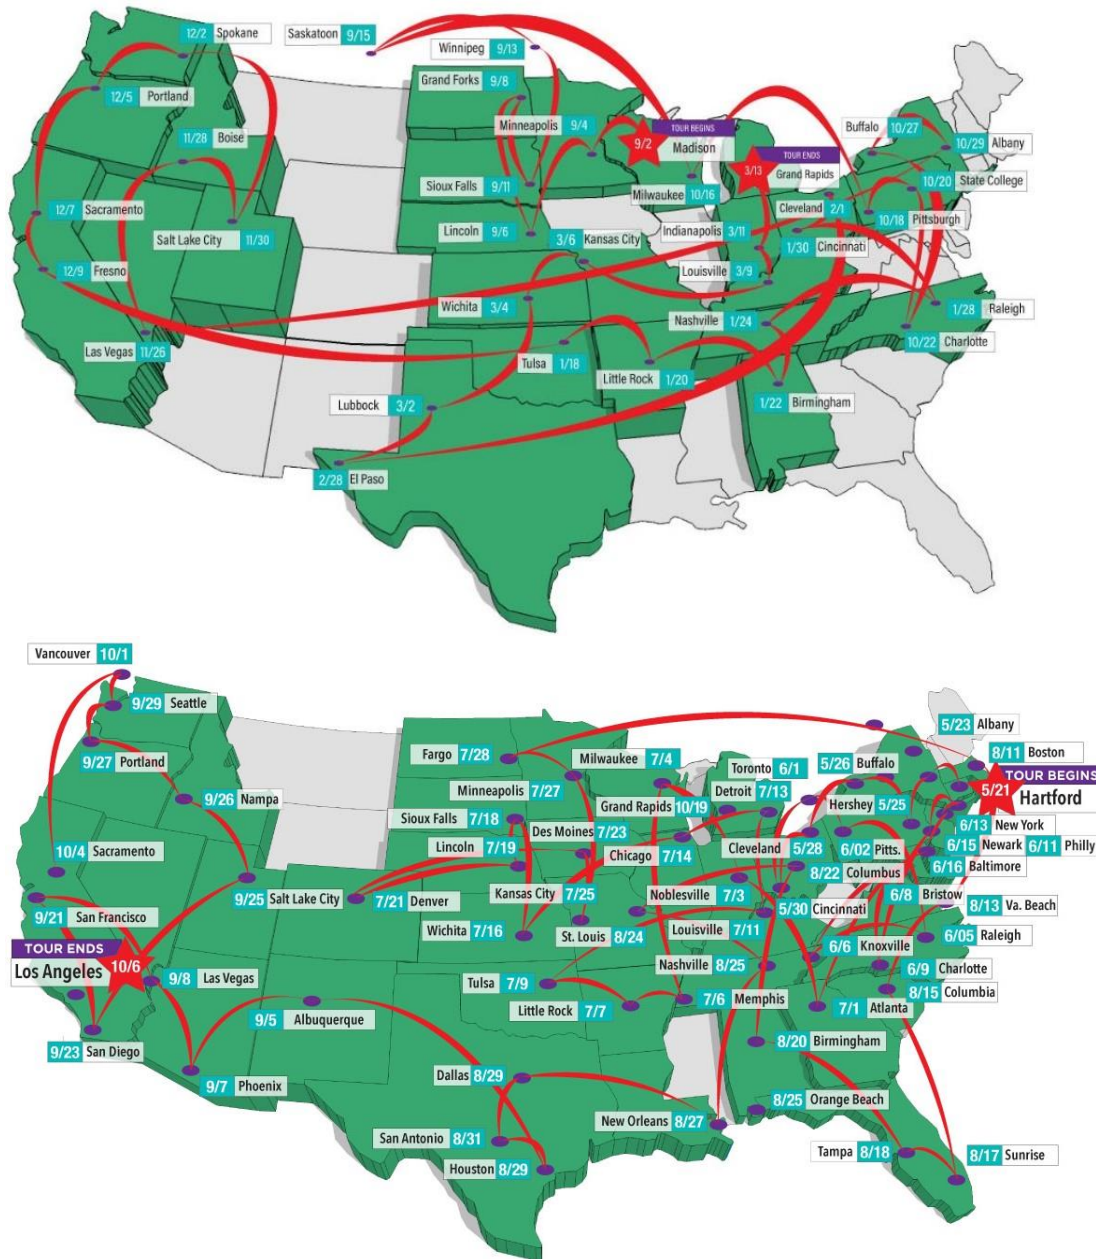 12/2 Spokane
Saskatoon 9/15
Winnipeg 9/13
Grand Forks 9/8
12/5 Portland
Minneapolis 9/4
TOUR BEGINS
9/2 Madison
Buffalo 10/27
10/29 Albany
11/28 Boise
TOUR ENDS
3/13 Grand Rapids
10/20 State College
Sioux Falls 9/11
Milwaukee 10/16
Cleveland 2/1
10/18 Pittsburgh
12/7 Sacramento
Salt Lake City 11/30
Lincoln 9/6
3/6 Kansas City
Indianapolis 3/11
1/30 Cincinnati
12/9 Fresno
Louisville 3/9
Wichita 3/4
1/28 Raleigh
Nashville 1/24
10/22 Charlotte
Las Vegas 11/26
Tulsa 1/18
Little Rock 1/20
Lubbock 3/2
1/22 Birmingham
2/28 El Paso
Vancouver 10/1
9/29 Seattle
5/23 Albany
Fargo 7/28
Milwaukee 7/4
5/26 Buffalo
8/11 Boston
9/27 Portland
Toronto 6/1
TOUR BEGINS
5/21 Hartford
Minneapolis 7/27
Detroit 7/13
9/26 Nampa
Grand Rapids 10/19
Hershey 5/25
Sioux Falls 7/18
6/13 New York
Des Moines 7/23
Lincoln 7/19
Cleveland 5/28
6/02 Pitts.
6/15 Newark
6/11 Philly
10/4 Sacramento
Chicago 7/14
6/16 Baltimore
8/22 Columbus
9/25 Salt Lake City
7/21 Denver
Kansas City 7/25
Noblesville 7/3
6/8 Bristow
9/21 San Francisco
5/30 Cincinnati
8/13 Va. Beach
Wichita 7/16
St. Louis 8/24
Louisville 7/11
6/05 Raleigh
TOUR ENDS
Los Angeles 10/6
6/6 Knoxville
9/8 Las Vegas
Nashville 8/25
6/9 Charlotte
Tulsa 7/9
8/15 Columbia
Little Rock 7/7
7/6 Memphis
7/1 Atlanta
9/5 Albuquerque
9/23 San Diego
8/20 Birmingham
Dallas 8/29
9/7 Phoenix
8/25 Orange Beach
New Orleans 8/27
San Antonio 8/31
Tampa 8/18
8/17 Sunrise
Houston 8/29